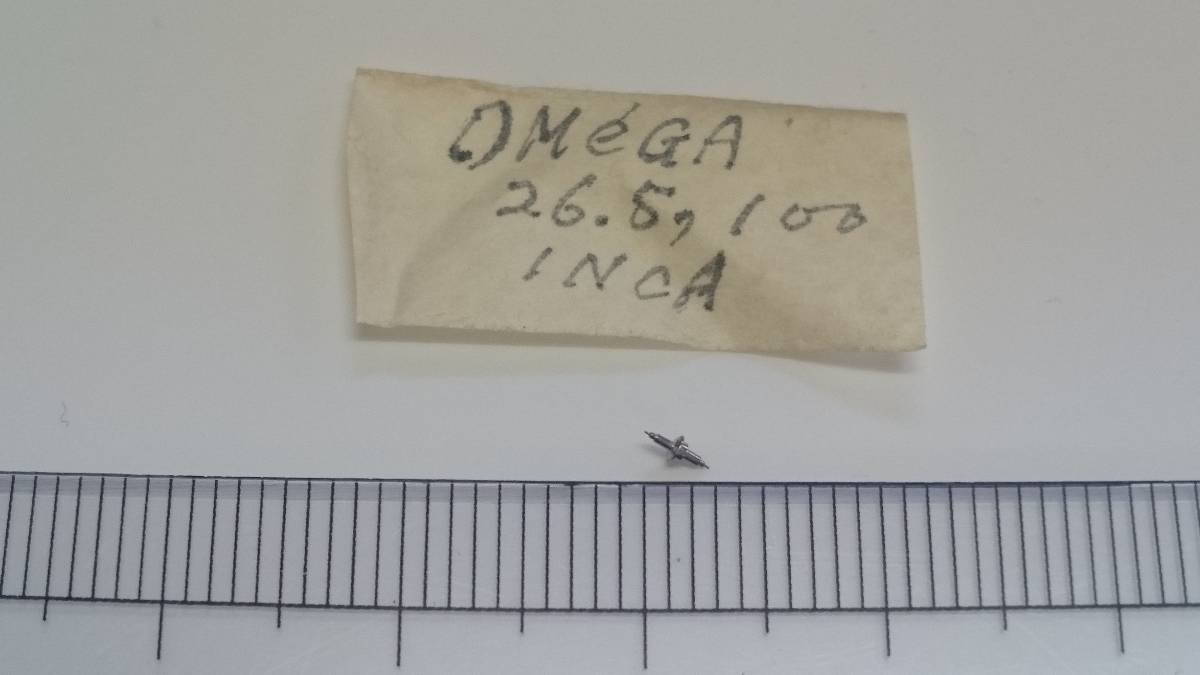 OMéGA
26.5, 100
INCA